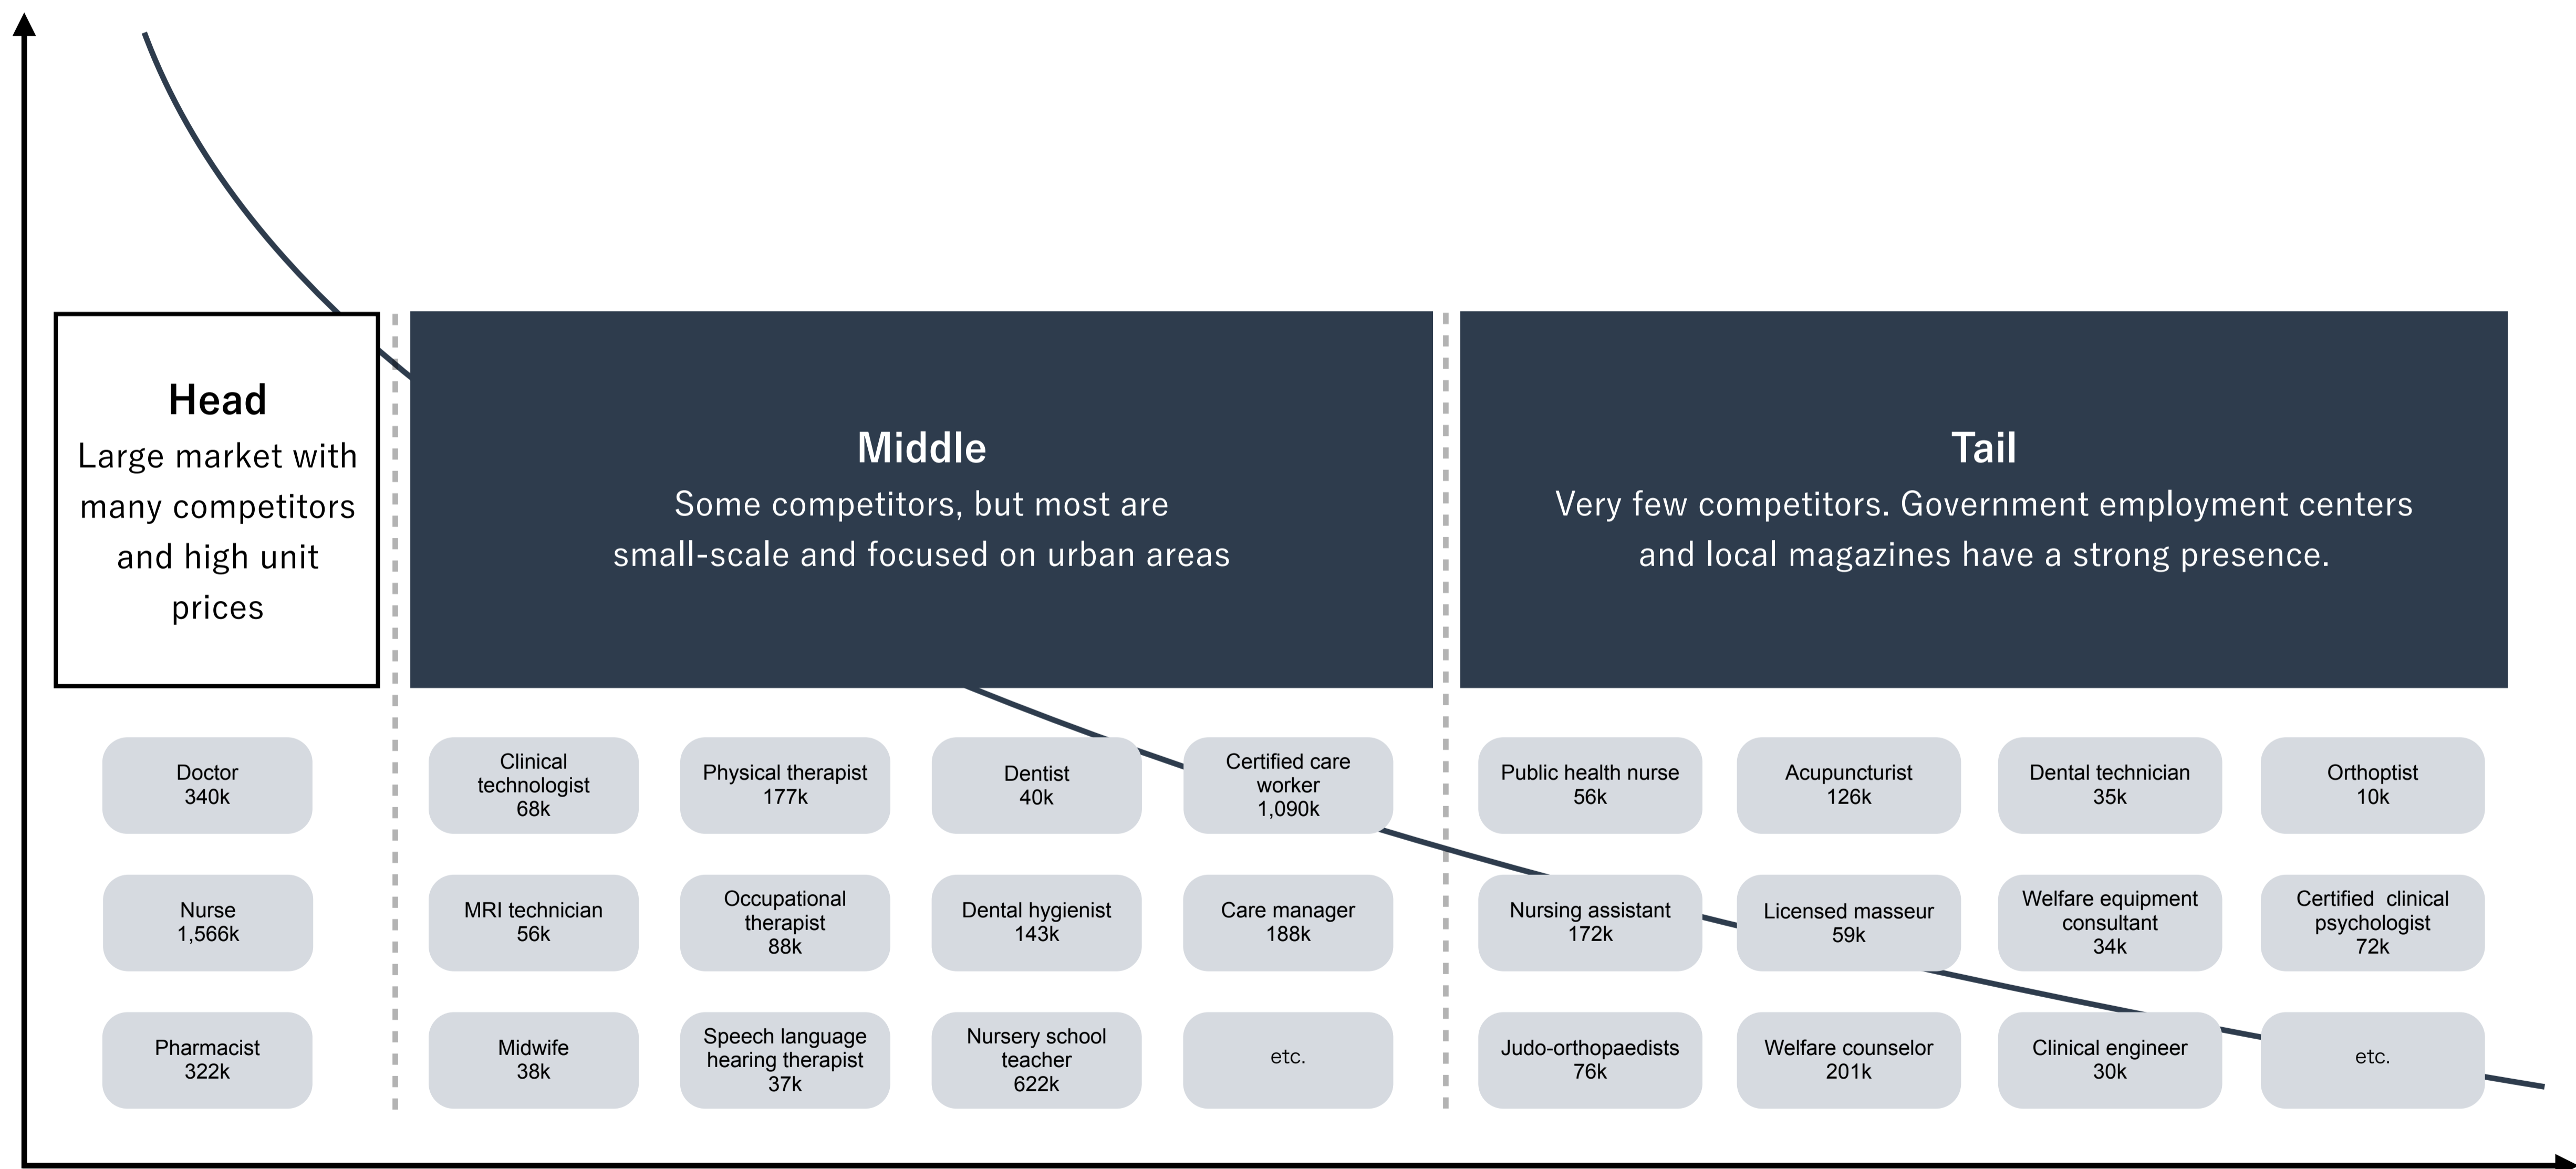 Head
Large market with
many competitors
and high unit
prices
Middle
Some competitors, but most are
small-scale and focused on urban areas
Tail
Very few competitors. Government employment centers
and local magazines have a strong presence.
Doctor
340k
Nurse
1,566k
Pharmacist
322k
Clinical
technologist
68k
Physical therapist
177k
Dentist
40k
Certified care
worker
1,090k
MRI technician
56k
Occupational
therapist
88k
Dental hygienist
143k
Care manager
188k
Midwife
38k
Speech language
hearing therapist
37k
Nursery school
teacher
622k
etc.
Public health nurse
56k
Acupuncturist
126k
Dental technician
35k
Orthoptist
10k
Nursing assistant
172k
Licensed masseur
59k
Welfare equipment
consultant
34k
Certified clinical
psychologist
72k
Judo-orthopaedists
76k
Welfare counselor
201k
Clinical engineer
30k
etc.